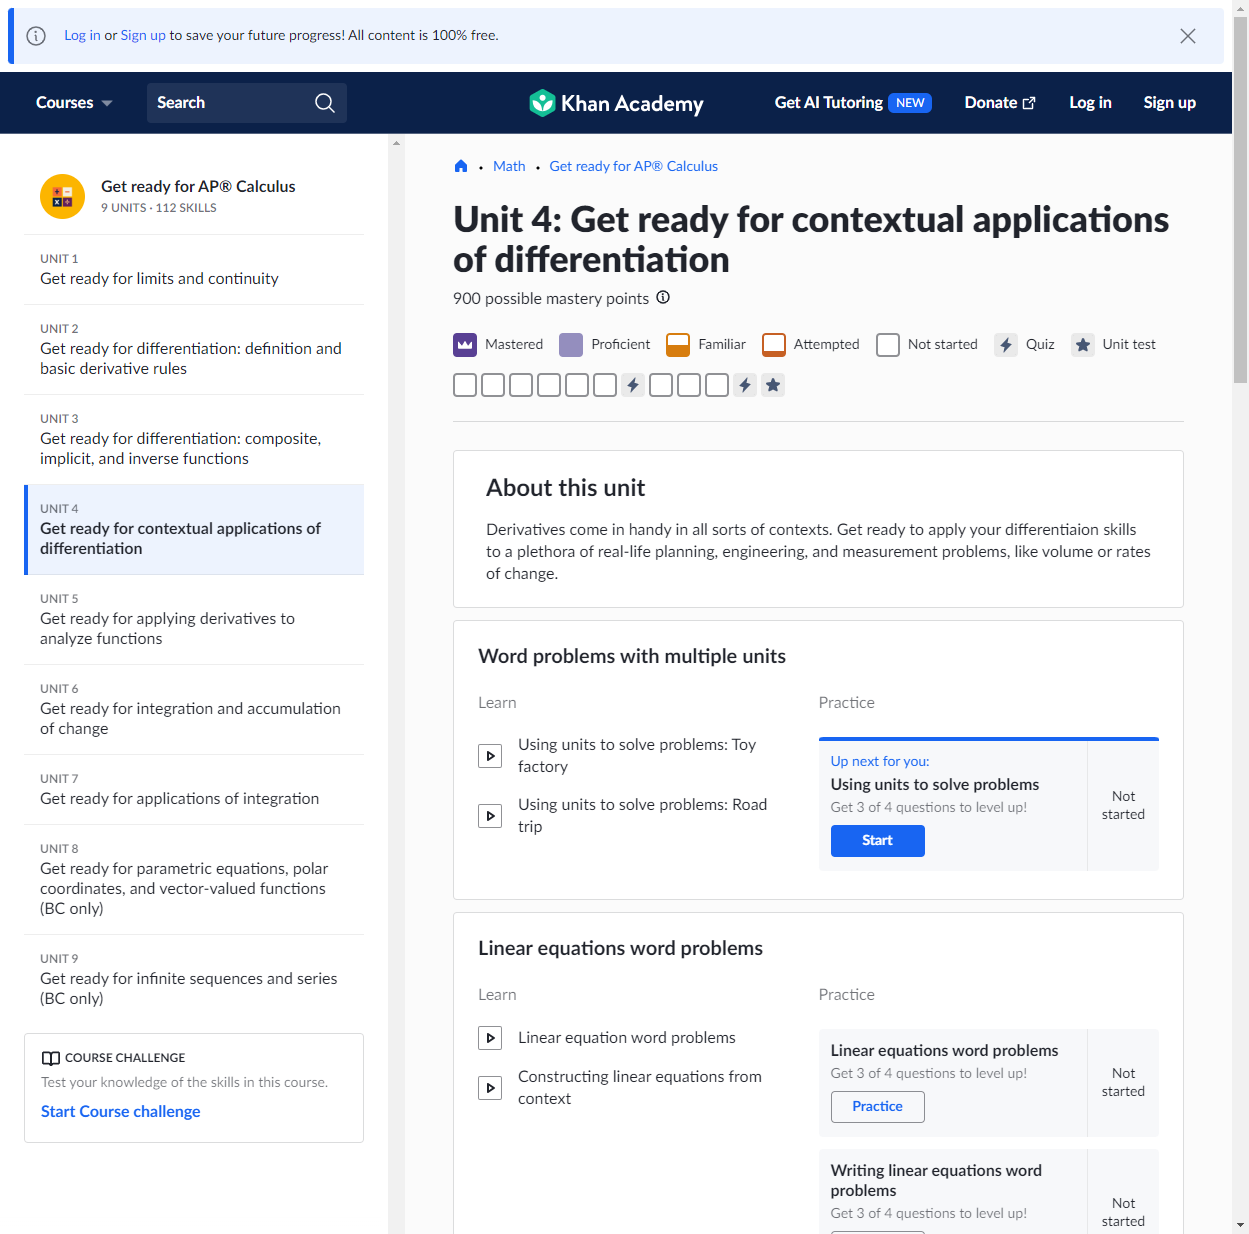 Log in or Sign up to save your future progress! All content is 100% free.
Courses
Search
Khan Academy
Get AI Tutoring NEW
Donate
Log in
Sign up
Get ready for AP® Calculus
9 UNITS · 112 SKILLS
UNIT 1
Get ready for limits and continuity
UNIT 2
Get ready for differentiation: definition and
basic derivative rules
UNIT 3
Get ready for differentiation: composite,
implicit, and inverse functions
UNIT 4
Get ready for contextual applications of
differentiation
UNIT 5
Get ready for applying derivatives to
analyze functions
UNIT 6
Get ready for integration and accumulation
of change
UNIT 7
Get ready for applications of integration
UNIT 8
Get ready for parametric equations, polar
coordinates, and vector-valued functions
(BC only)
UNIT 9
Get ready for infinite sequences and series
(BC only)
COURSE CHALLENGE
Test your knowledge of the skills in this course.
Start Course challenge
• Math • Get ready for AP® Calculus
Unit 4: Get ready for contextual applications
of differentiation
900 possible mastery points
Mastered
Proficient
Familiar
Attempted
Not started
Quiz
Unit test
About this unit
Derivatives come in handy in all sorts of contexts. Get ready to apply your differentiaion skills
to a plethora of real-life planning, engineering, and measurement problems, like volume or rates
of change.
Word problems with multiple units
Learn
Using units to solve problems: Toy
factory
Using units to solve problems: Road
trip
Practice
Up next for you:
Using units to solve problems
Get 3 of 4 questions to level up!
Start
Not
started
Linear equations word problems
Learn
Linear equation word problems
Constructing linear equations from
context
Practice
Linear equations word problems
Get 3 of 4 questions to level up!
Practice
Not
started
Writing linear equations word
problems
Get 3 of 4 questions to level up!
Not
started